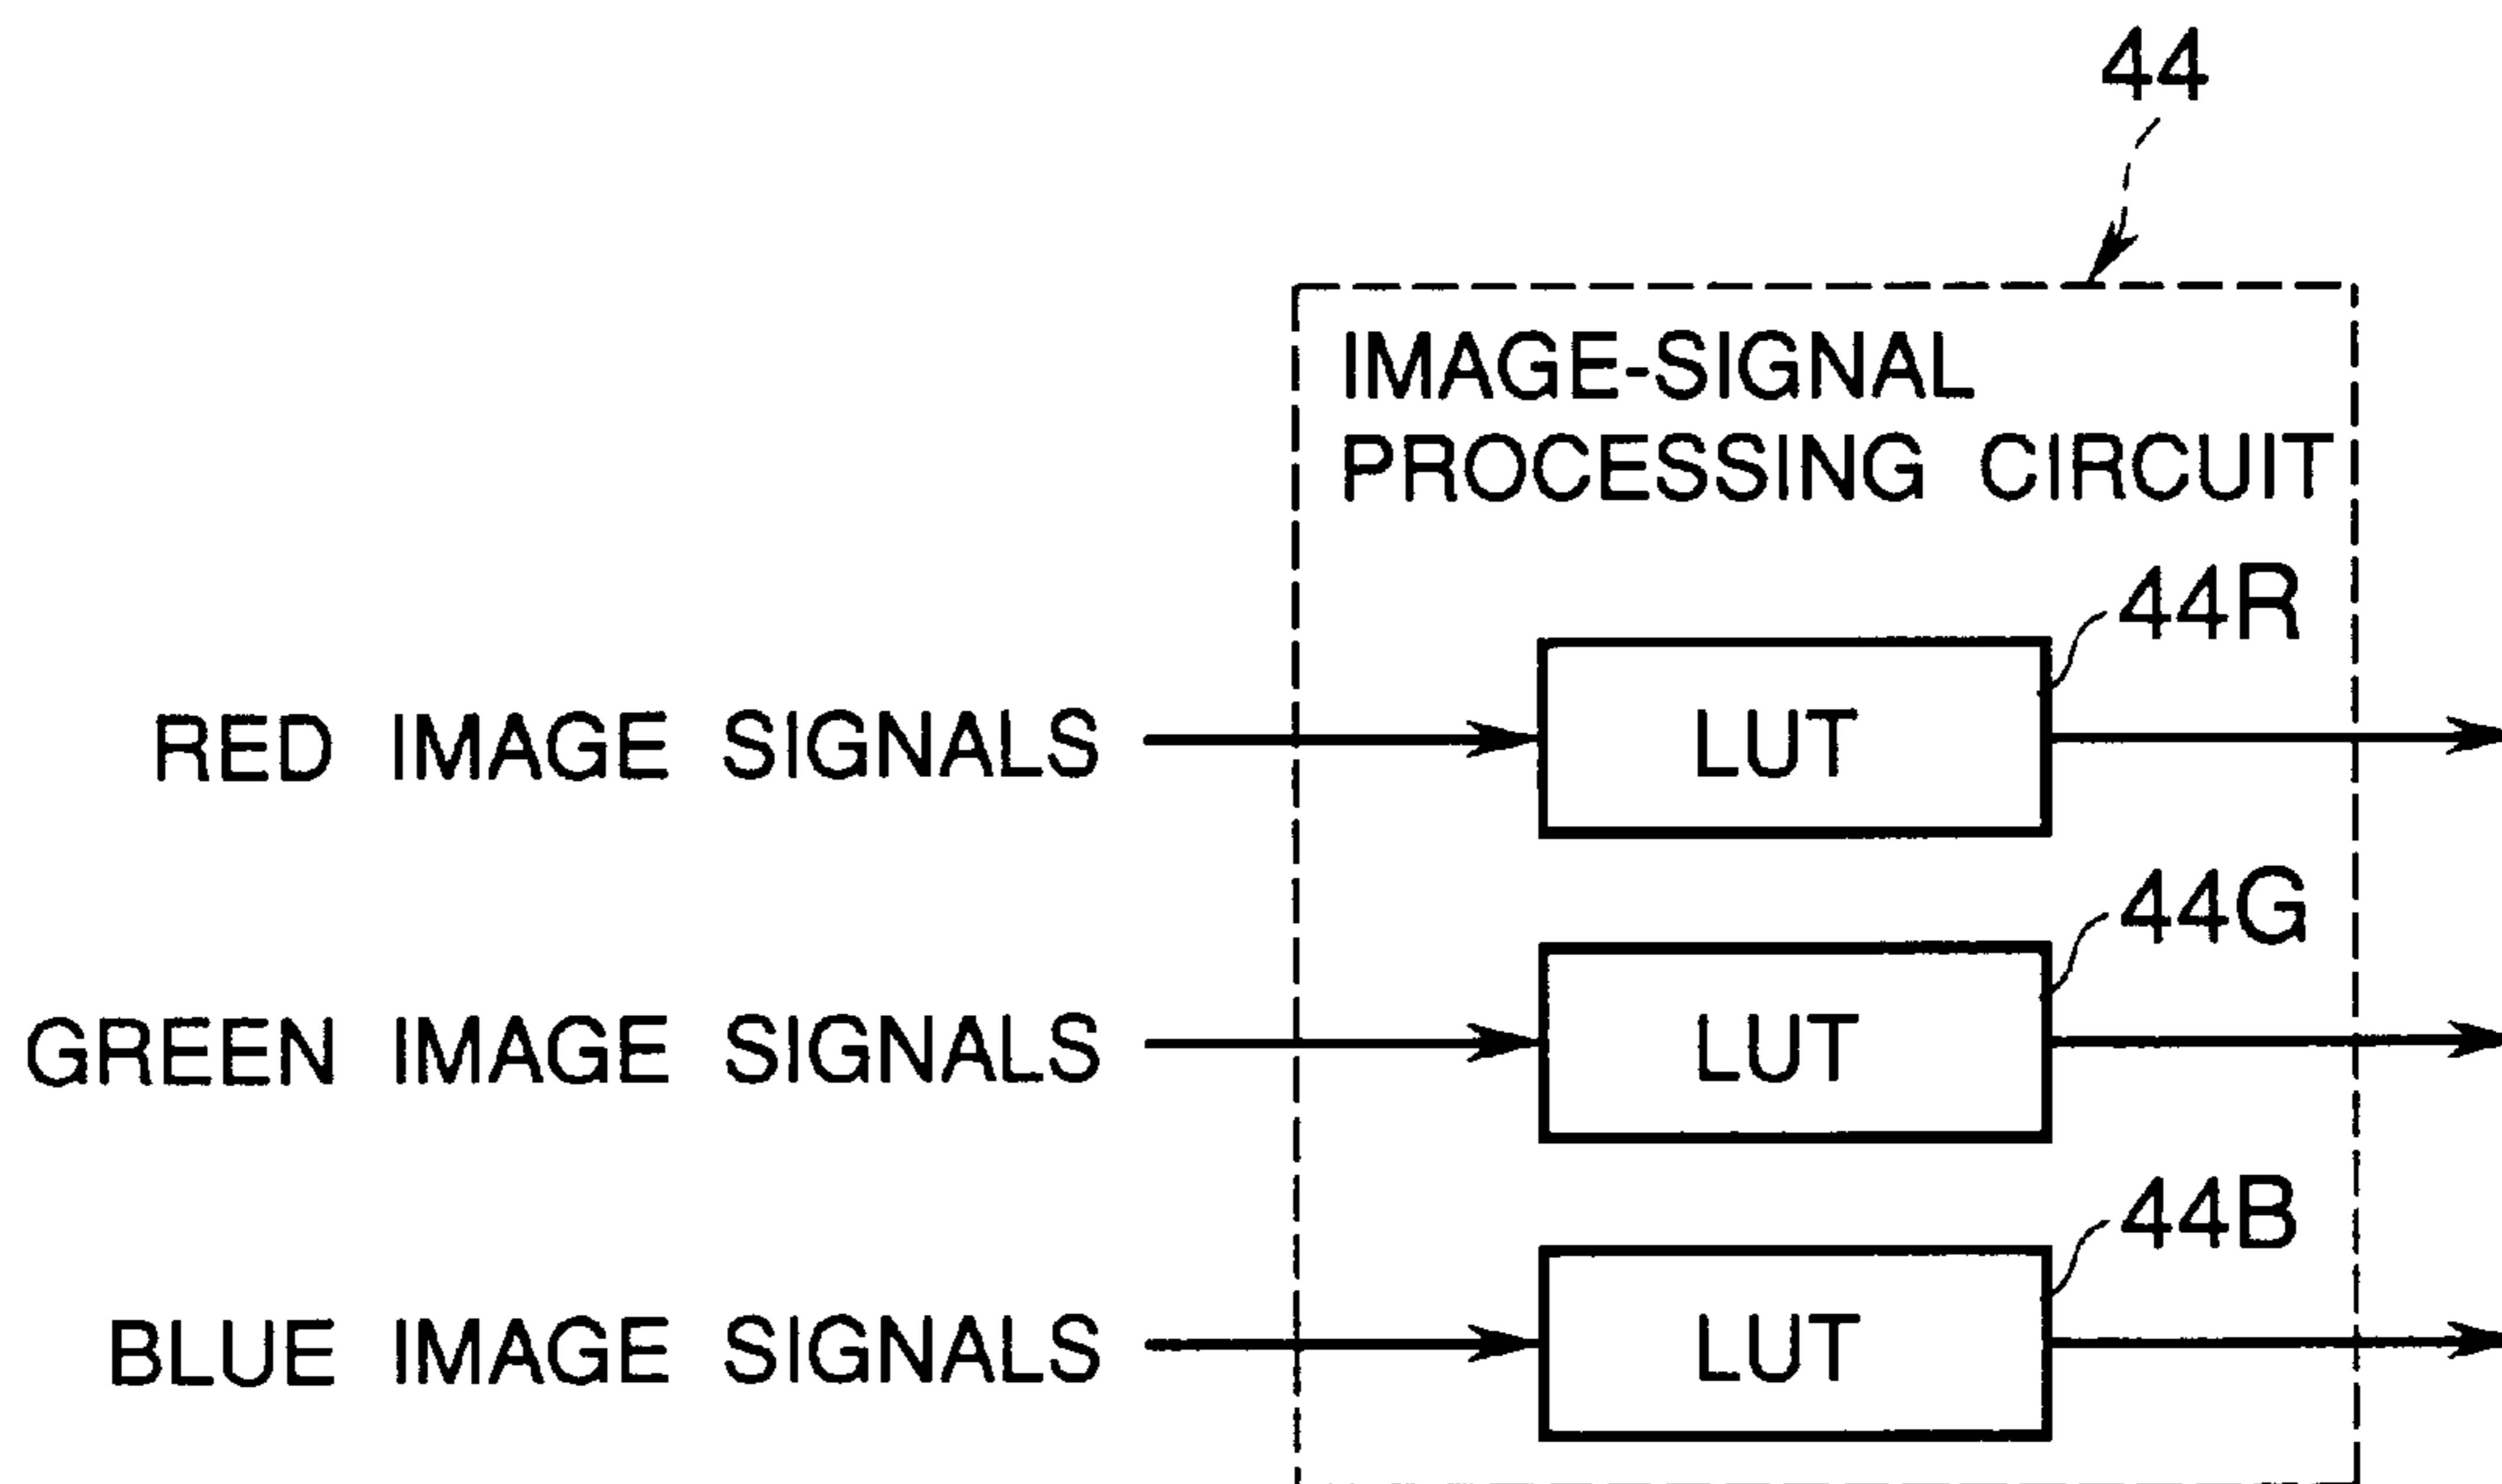 44
IMAGE-SIGNAL
PROCESSING CIRCUIT
44R
RED IMAGE SIGNALS
LUT
44G
GREEN IMAGE SIGNALS
LUT
44B
BLUE IMAGE SIGNALS
LUT